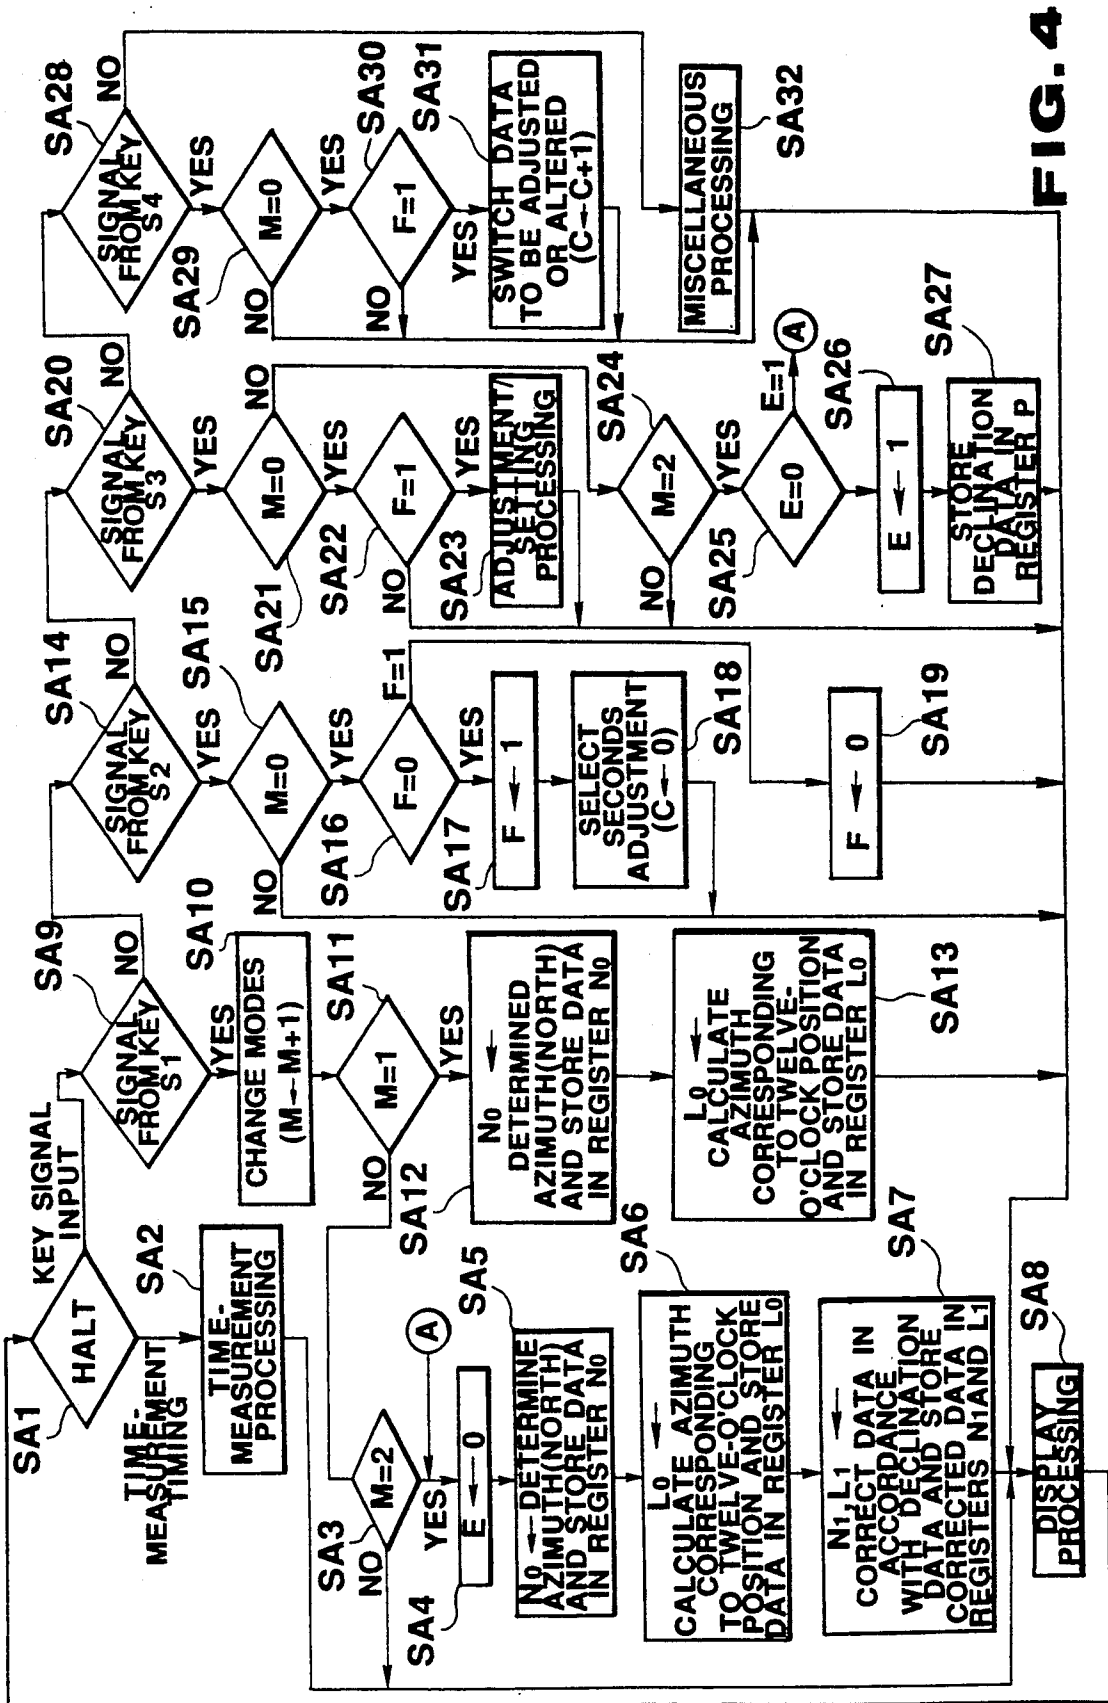 SA1
HALT
KEY SIGNAL
INPUT
TIME-
MEASUREMENT
TIMING
SA2
TIME-
MEASUREMENT
PROCESSING
SA3
M=2
NO
YES
A
SA4
E ← 0
SA5
N0 ← DETERMINE
AZIMUTH(NORTH)
AND STORE DATA
IN REGISTER N0
SA6
L0 ←
CALCULATE AZIMUTH
CORRESPONDING
TO TWELVE-O'CLOCK
POSITION AND STORE
DATA IN REGISTER L0
SA7
N1, L1 ←
CORRECT DATA IN
ACCORDANCE
WITH DECLINATION
DATA AND STORE
CORRECTED DATA IN
REGISTERS N1AND L1
SA8
DISPLAY
PROCESSING
SA9
SIGNAL
FROM KEY
S1
NO
YES
SA10
CHANGE MODES
(M←M+1)
SA11
M=1
NO
YES
SA12
N0 ←
DETERMINED
AZIMUTH(NORTH)
AND STORE DATA
IN REGISTER N0
L0 ←
CALCULATE
AZIMUTH
CORRESPONDING
TO TWELVE-
O'CLOCK POSITION
AND STORE DATA
IN REGISTER L0
SA13
SA14
SIGNAL
FROM KEY
S2
NO
YES
SA15
M=0
NO
YES
SA16
F=0
F=1
YES
SA17
F ← 1
SELECT
SECONDS
ADJUSTMENT
(C←0)
SA18
F ← 0
SA19
SA20
SIGNAL
FROM KEY
S3
NO
YES
SA21
M=0
NO
YES
SA22
F=1
NO
YES
SA23
ADJUSTMENT/
SETTING
PROCESSING
SA24
M=2
NO
YES
SA25
E=0
E=1
A
SA26
E ← 1
SA27
STORE
DECLINATION
DATA IN
REGISTER P
SA28
SIGNAL
FROM KEY
S4
NO
YES
SA29
M=0
NO
YES
SA30
F=1
NO
YES
SA31
SWITCH DATA
TO BE ADJUSTED
OR ALTERED
(C←C+1)
MISCELLANEOUS
PROCESSING
SA32
FIG.4